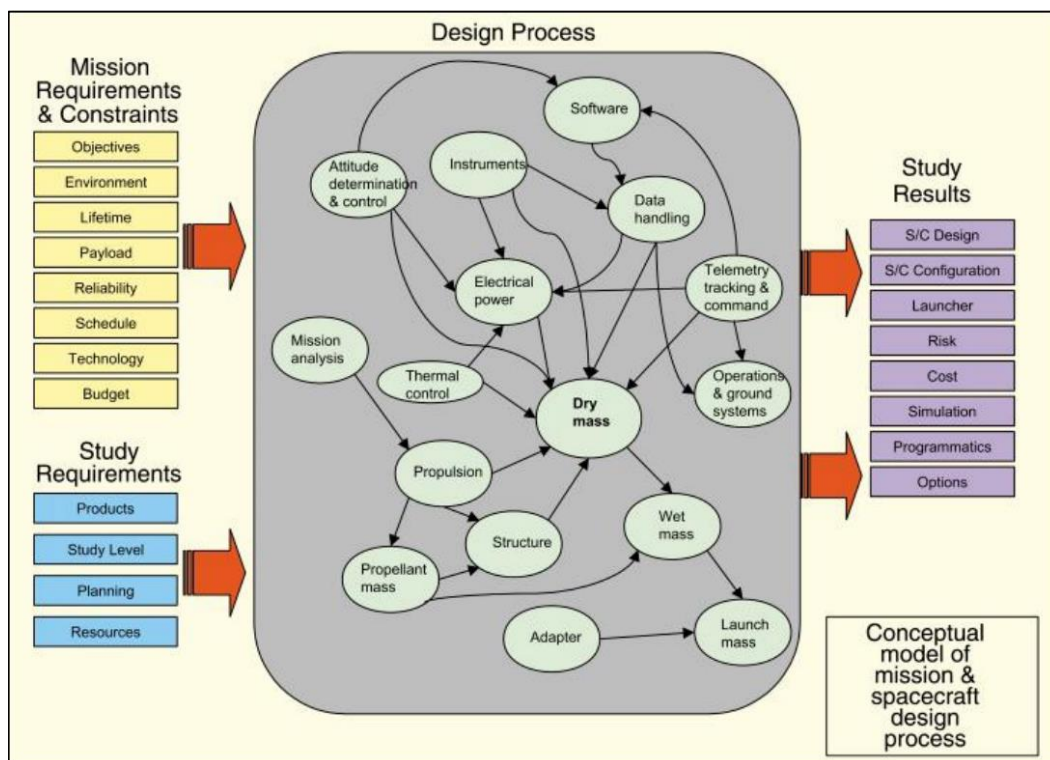 Design Process
Mission
Requirements
& Constraints
Objectives
Environment
Lifetime
Payload
Reliability
Schedule
Technology
Budget
Study
Requirements
Products
Study Level
Planning
Resources
Software
Instruments
Attitude
determination
& control
Data
handling
Electrical
power
Telemetry
tracking &
command
Mission
analysis
Thermal
control
Dry
mass
Operations
& ground
systems
Propulsion
Structure
Wet
mass
Propellant
mass
Adapter
Launch
mass
Study
Results
S/C Design
S/C Configuration
Launcher
Risk
Cost
Simulation
Programmatics
Options
Conceptual
model of
mission &
spacecraft
design
process